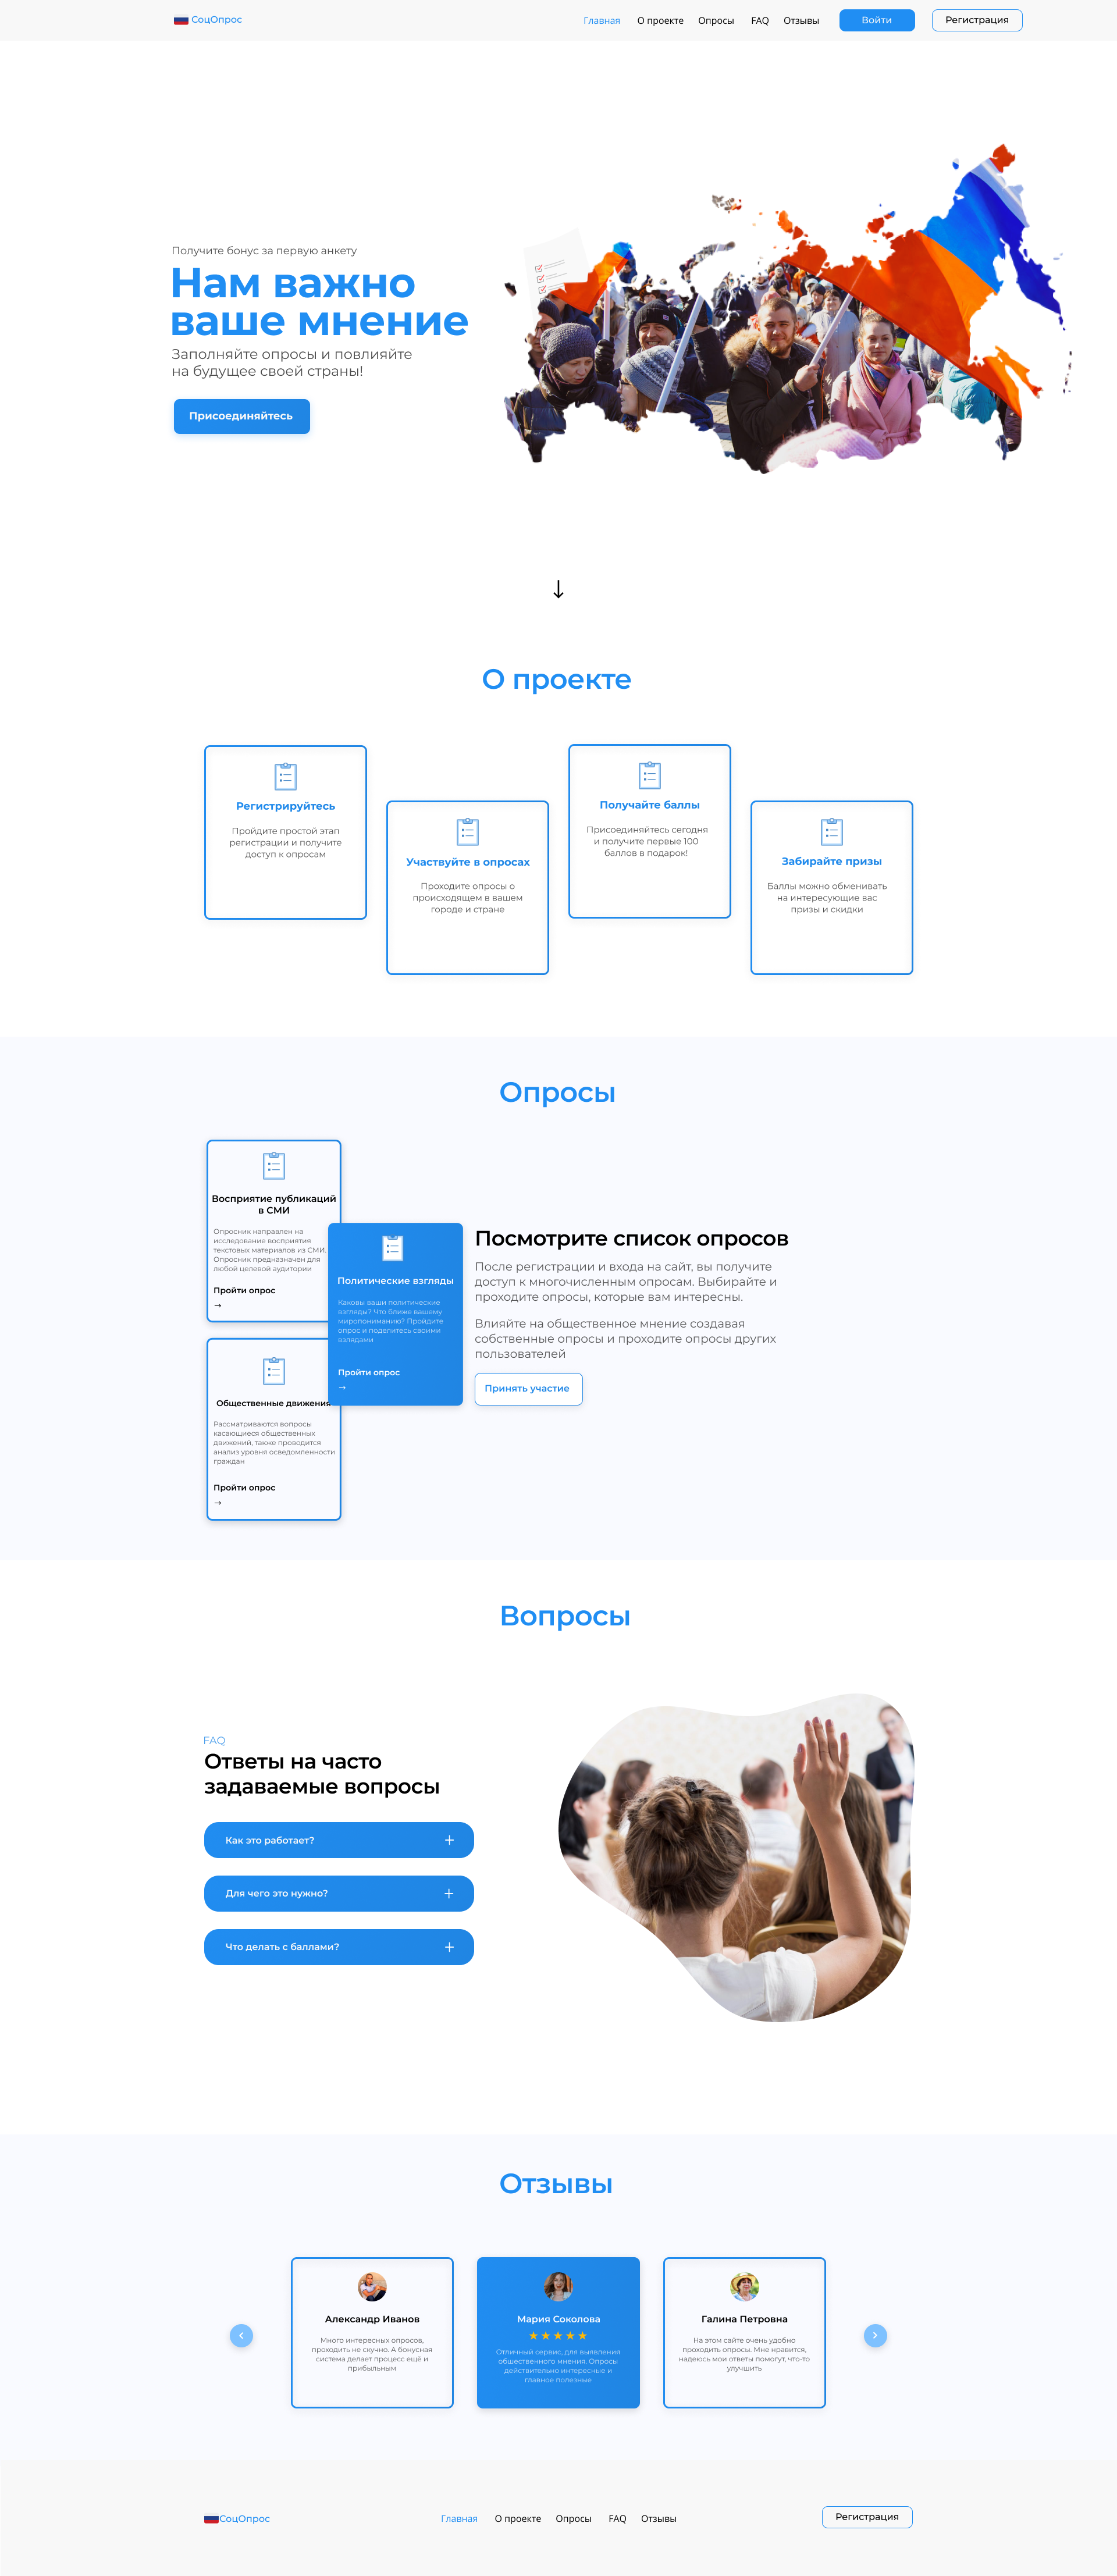 СоцОпрос
Главная
О проекте
Опросы
FAQ
Отзывы
Войти
Регистрация
Получите бонус за первую анкету
Нам важно
ваше мнение
Заполняйте опросы и повлияйте
на будущее своей страны!
Присоединяйтесь
О проекте
Регистрируйтесь
Пройдите простой этап
регистрации и получите
доступ к опросам
Участвуйте в опросах
Проходите опросы о
происходящем в вашем
городе и стране
Получайте баллы
Присоединяйтесь сегодня
и получите первые 100
баллов в подарок!
Забирайте призы
Баллы можно обменивать
на интересующие вас
призы и скидки
Опросы
Восприятие публикаций
в СМИ
Опросник направлен на
исследование восприятия
текстовых материалов из СМИ.
Опросник предназначен для
любой целевой аудитории
Пройти опрос
→
Политические взгляды
Каковы ваши политические
взгляды? Что ближе вашему
миропониманию? Пройдите
опрос и поделитесь своими
взлядами
Пройти опрос
→
Общественные движения
Рассматриваются вопросы
касающиеся общественных
движений, также проводится
анализ уровня осведомленности
граждан
Пройти опрос
→
Посмотрите список опросов
После регистрации и входа на сайт, вы получите
доступ к многочисленным опросам. Выбирайте и
проходите опросы, которые вам интересны.
Влияйте на общественное мнение создавая
собственные опросы и проходите опросы других
пользователей
Принять участие
Вопросы
FAQ
Ответы на часто
задаваемые вопросы
Как это работает?
Для чего это нужно?
Что делать с баллами?
Отзывы
Александр Иванов
Много интересных опросов,
проходить не скучно. А бонусная
система делает процесс ещё и
прибыльным
Мария Соколова
Отличный сервис, для выявления
общественного мнения. Опросы
действительно интересные и
главное полезные
Галина Петровна
На этом сайте очень удобно
проходить опросы. Мне нравится,
надеюсь мои ответы помогут, что-то
улучшить
СоцОпрос
Главная
О проекте
Опросы
FAQ
Отзывы
Регистрация